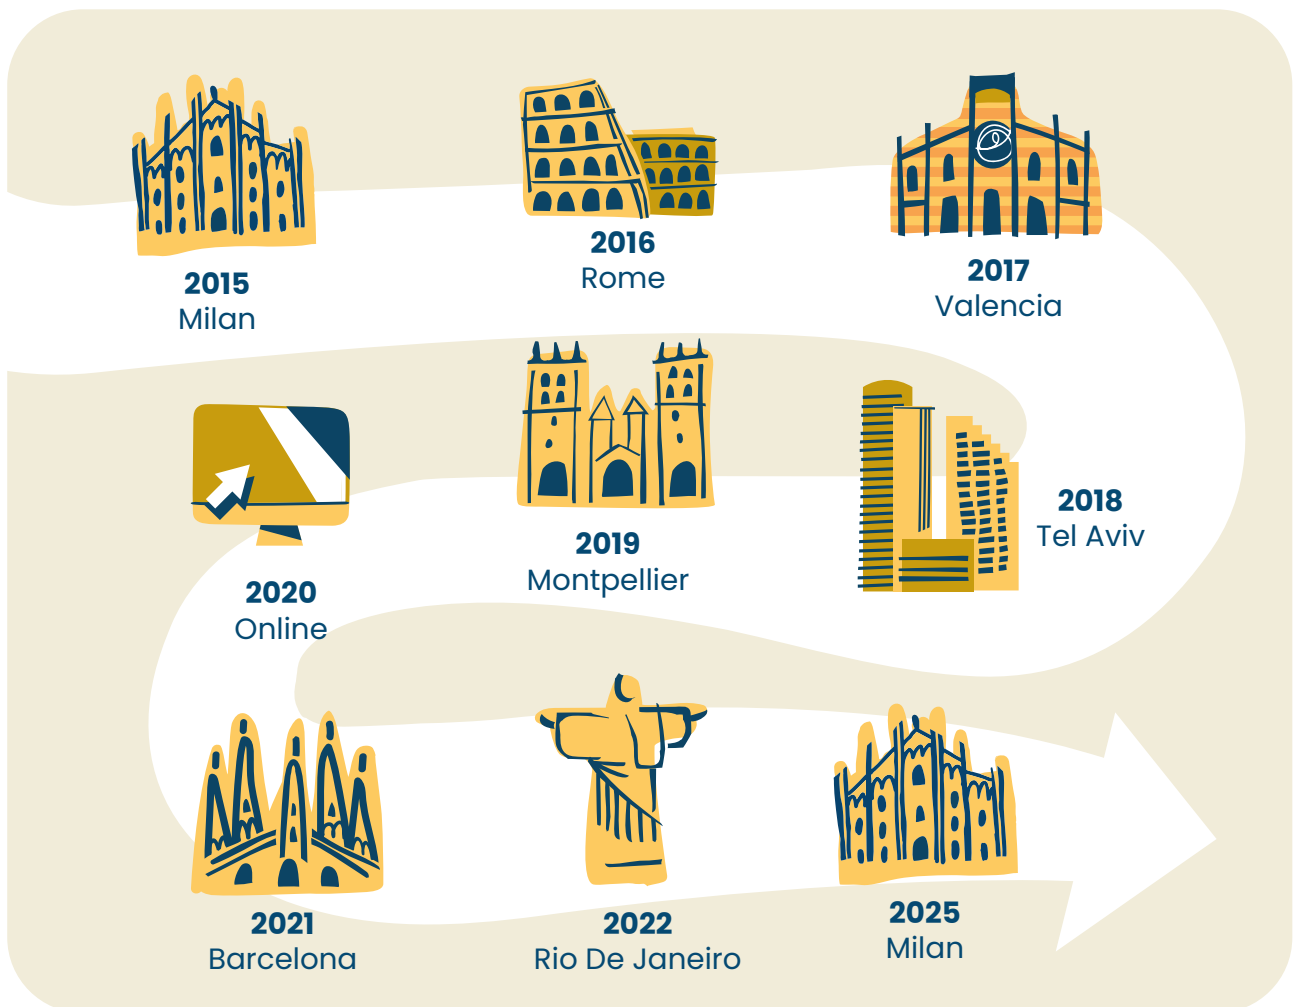 2015
Milan
2016
Rome
2017
Valencia
2018
Tel Aviv
2019
Montpellier
2020
Online
2021
Barcelona
2022
Rio De Janeiro
2025
Milan